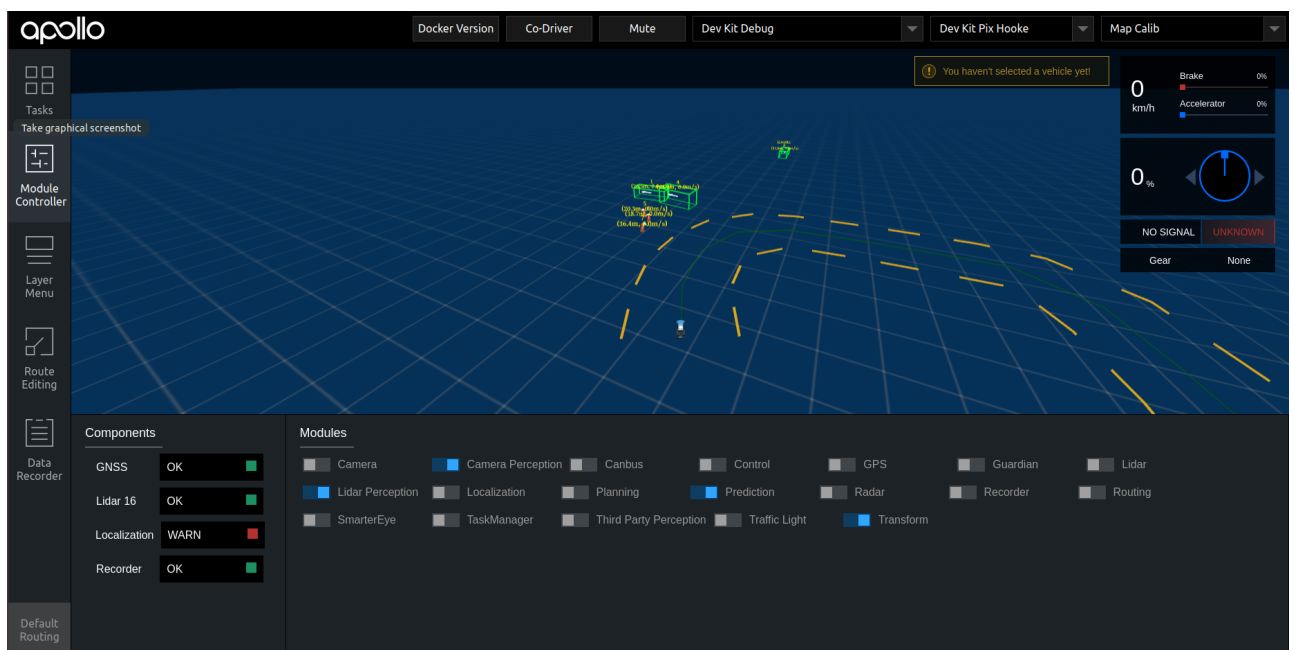 apollo
Docker Version
Co-Driver
Mute
Dev Kit Debug
Dev Kit Pix Hooke
Map Calib
Tasks
Take graphical screenshot
Module
Controller
Layer
Menu
Route
Editing
Data
Recorder
Default
Routing
You haven't selected a vehicle yet!
0
km/h
Brake 0%
Accelerator 0%
0 %
NO SIGNAL UNKNOWN
Gear None
Components
GNSS OK
Lidar 16 OK
Localization WARN
Recorder OK
Modules
Camera Camera Perception Canbus Control GPS Guardian Lidar
Lidar Perception Localization Planning Prediction Radar Recorder Routing
SmarterEye TaskManager Third Party Perception Traffic Light Transform